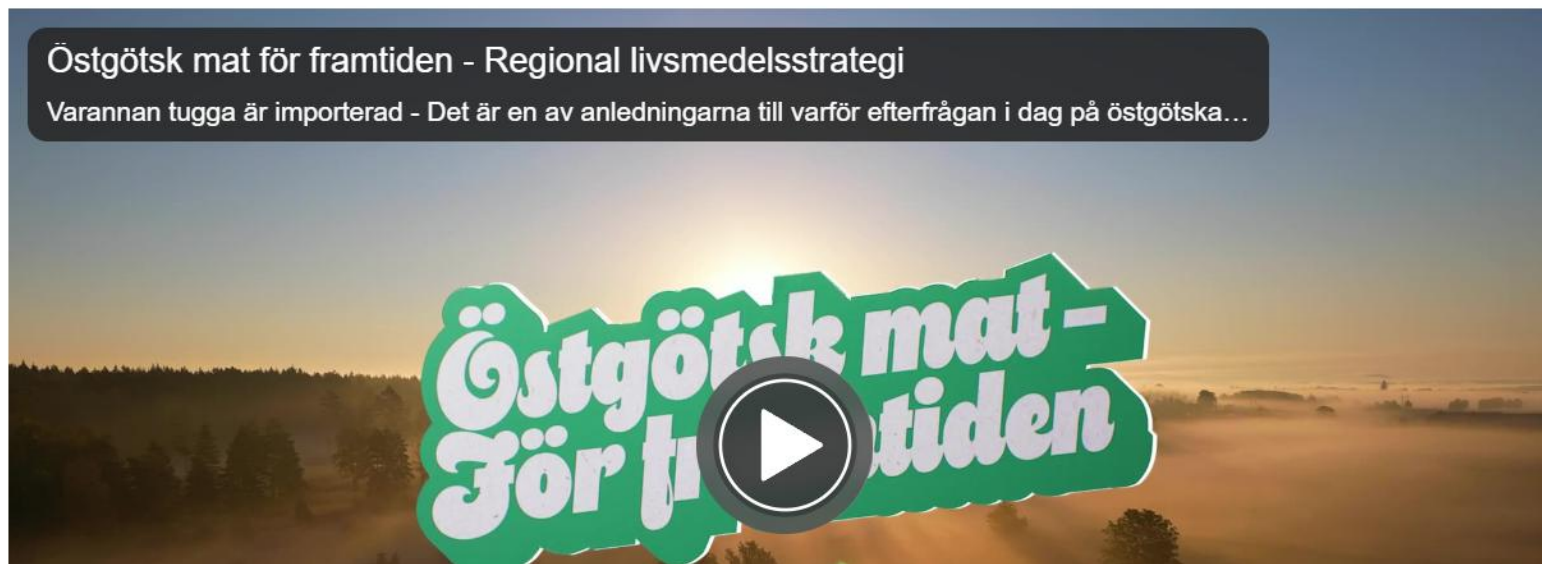 Östgötsk mat för framtiden - Regional livsmedelsstrategi
Varannan tugga är importerad - Det är en av anledningarna till varför efterfrågan i dag på östgötska…
Östgötsk mat –
För